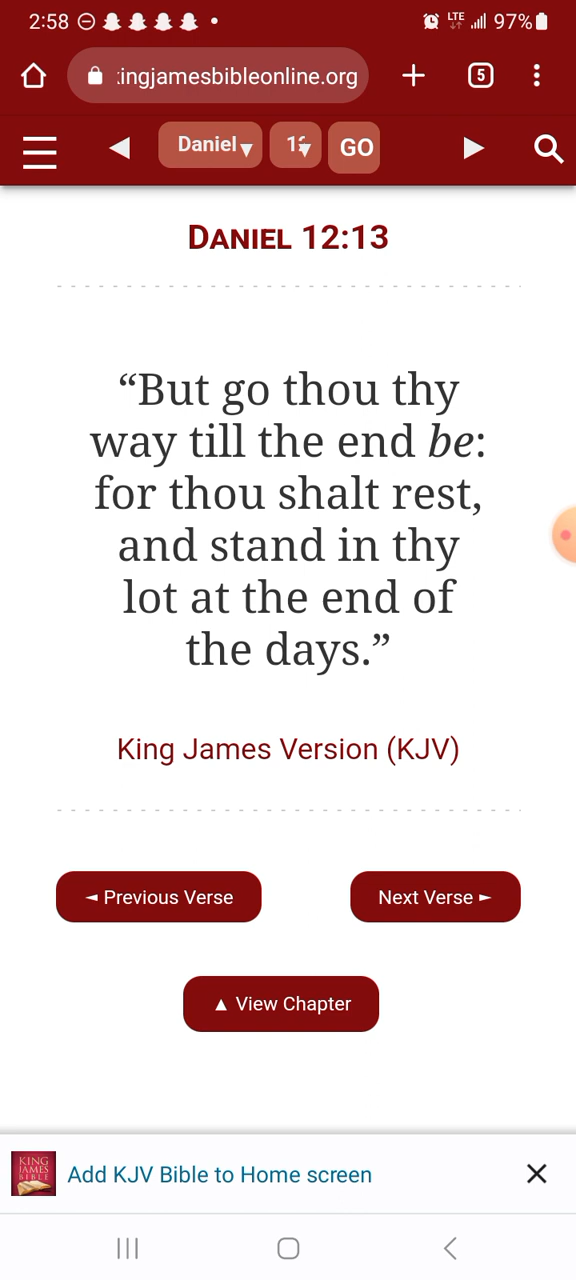 2:58
LTE
97%
:ingjamesbibleonline.org
5
Daniel
GO
DANIEL 12:13
“But go thou thy
way till the end be:
for thou shalt rest,
and stand in thy
lot at the end of
the days.”
King James Version (KJV)
◄ Previous Verse
Next Verse ►
▲ View Chapter
KING
JAMES
BIBLE
Add KJV Bible to Home screen